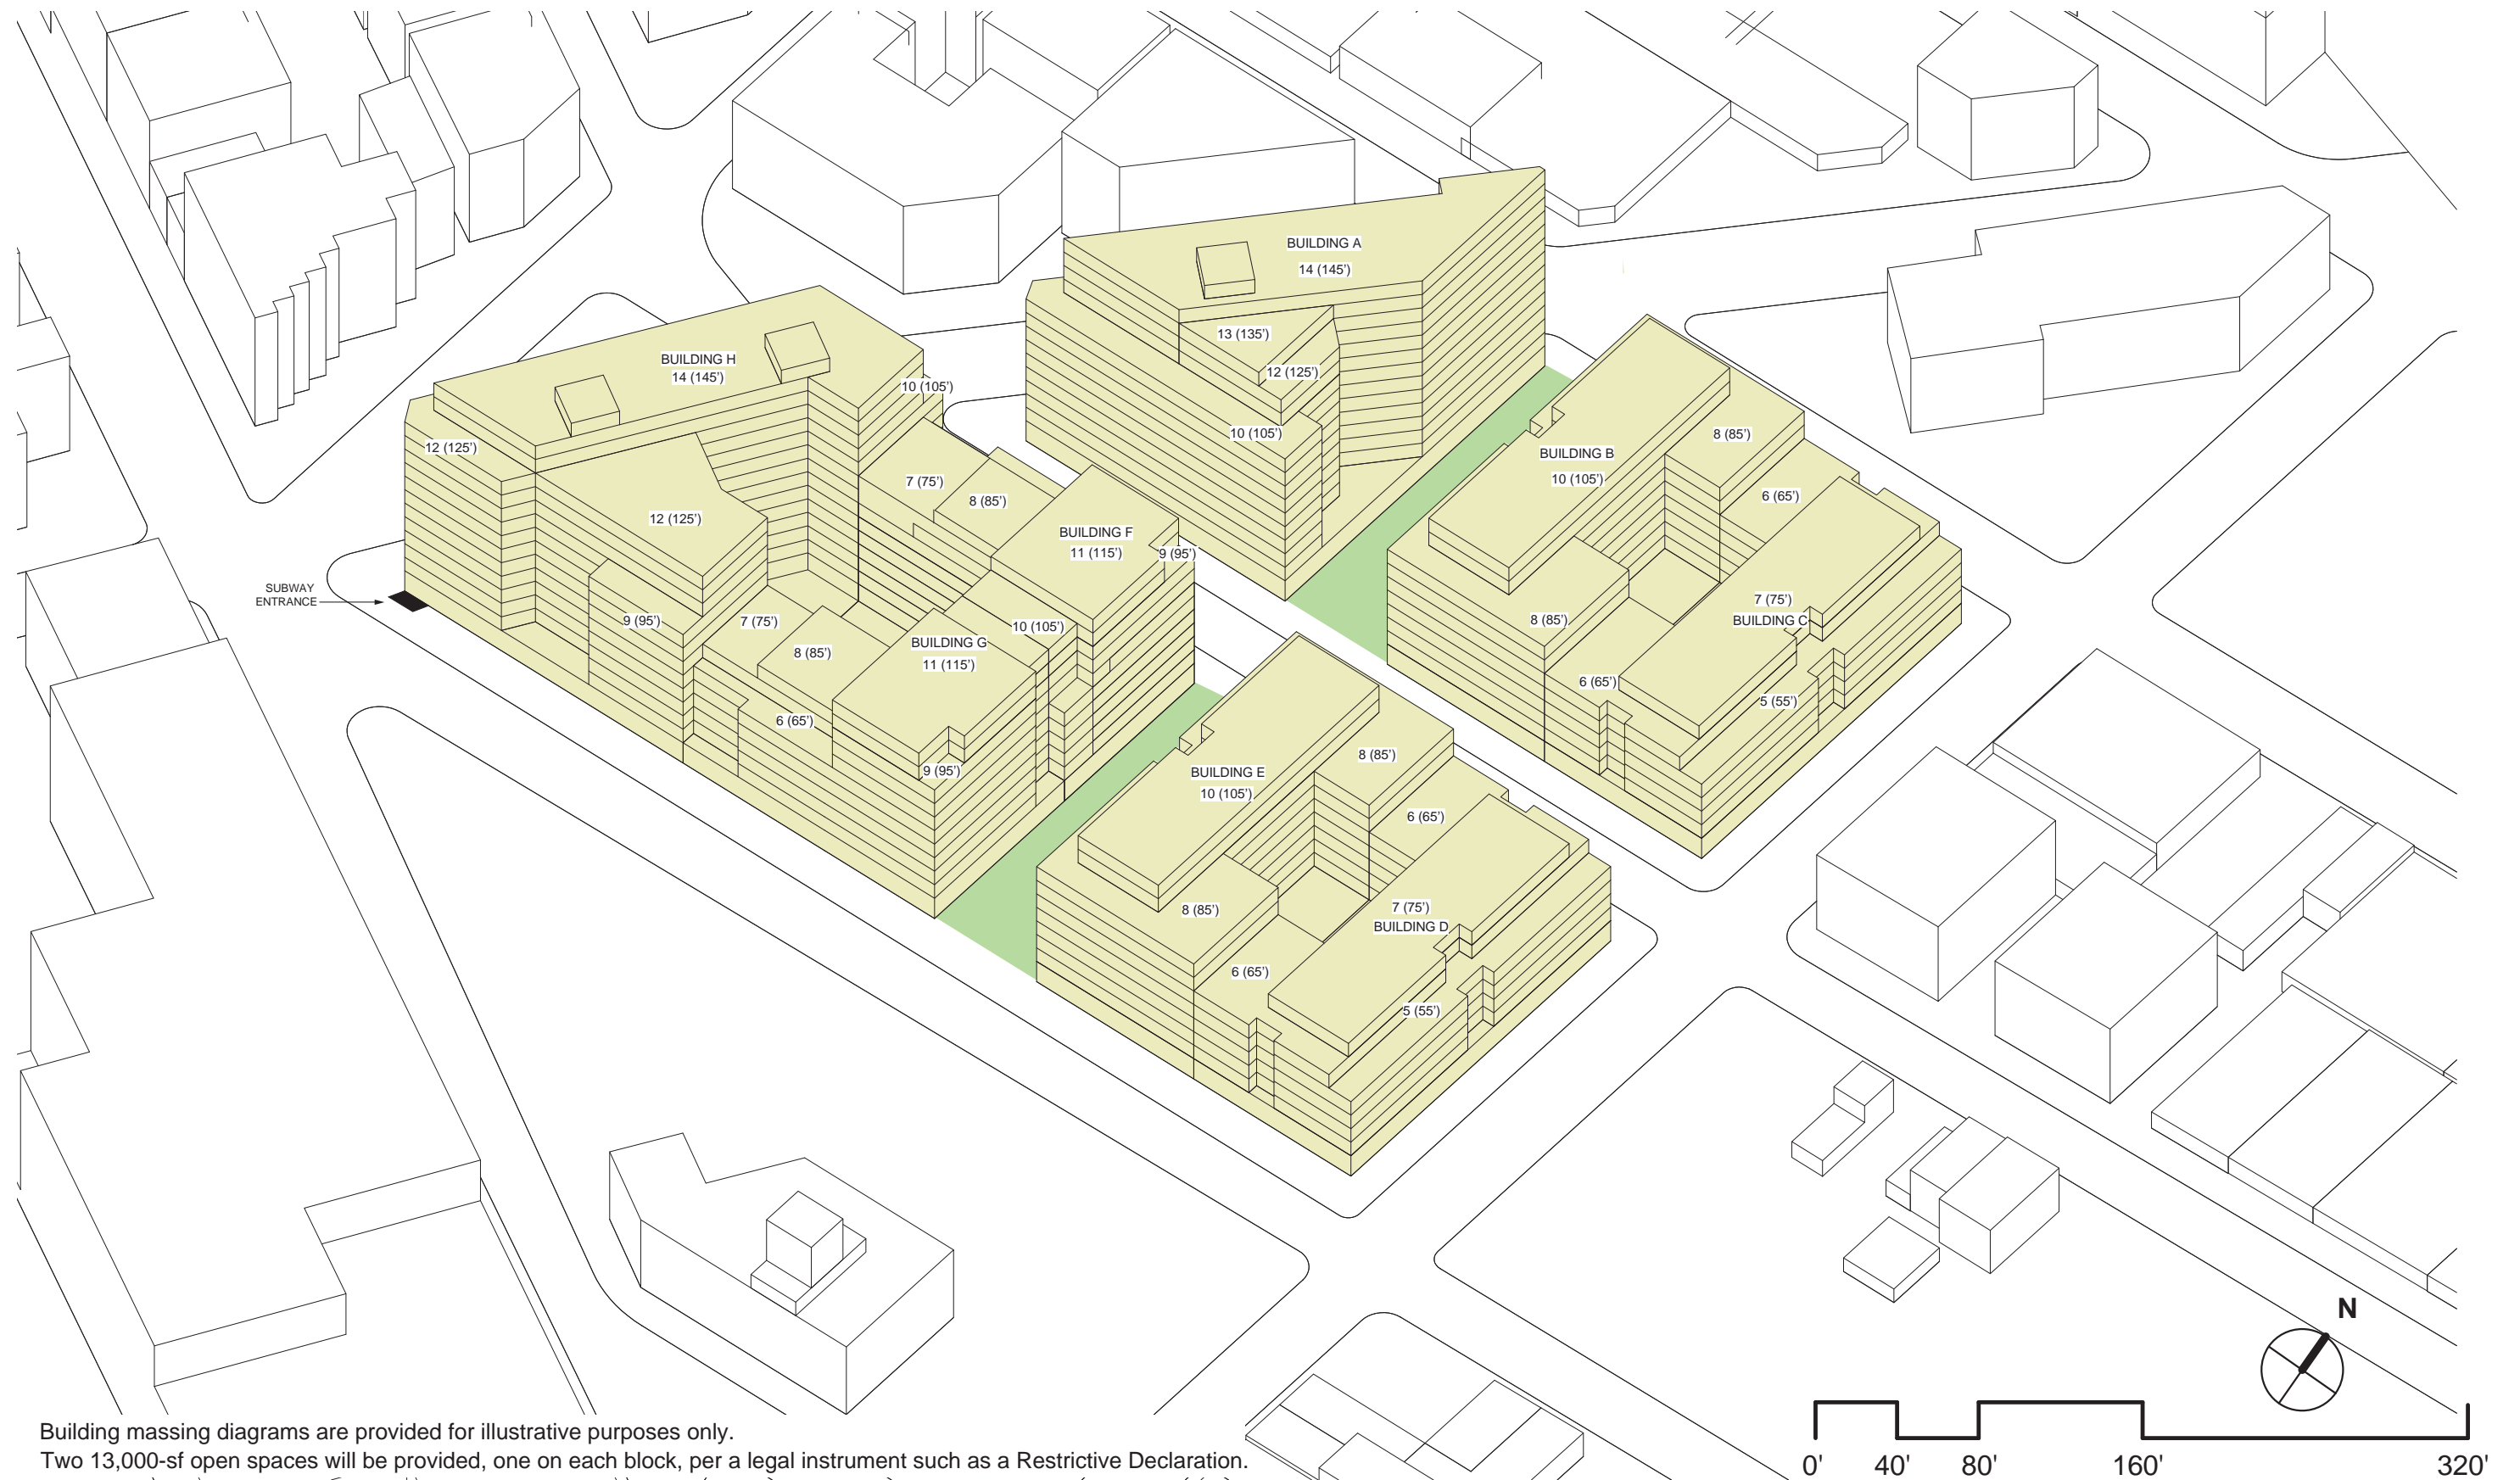 BUILDING A
14 (145')
13 (135')
12 (125')
10 (105')
BUILDING H
14 (145')
10 (105')
12 (125')
12 (125')
7 (75')
8 (85')
BUILDING F
11 (115')
9 (95')
BUILDING B
10 (105')
8 (85')
6 (65')
8 (85')
7 (75')
BUILDING C
6 (65')
5 (55')
SUBWAY
ENTRANCE
9 (95')
7 (75')
8 (85')
10 (105')
BUILDING G
11 (115')
6 (65')
9 (95')
BUILDING E
10 (105')
8 (85')
6 (65')
8 (85')
7 (75')
BUILDING D
6 (65')
5 (55')
N
Building massing diagrams are provided for illustrative purposes only.
Two 13,000-sf open spaces will be provided, one on each block, per a legal instrument such as a Restrictive Declaration.
0' 40' 80' 160' 320'